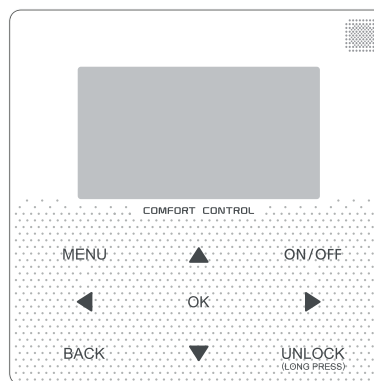 COMFORT CONTROL
MENU
ON/OFF
OK
BACK
UNLOCK
(LONG PRESS)